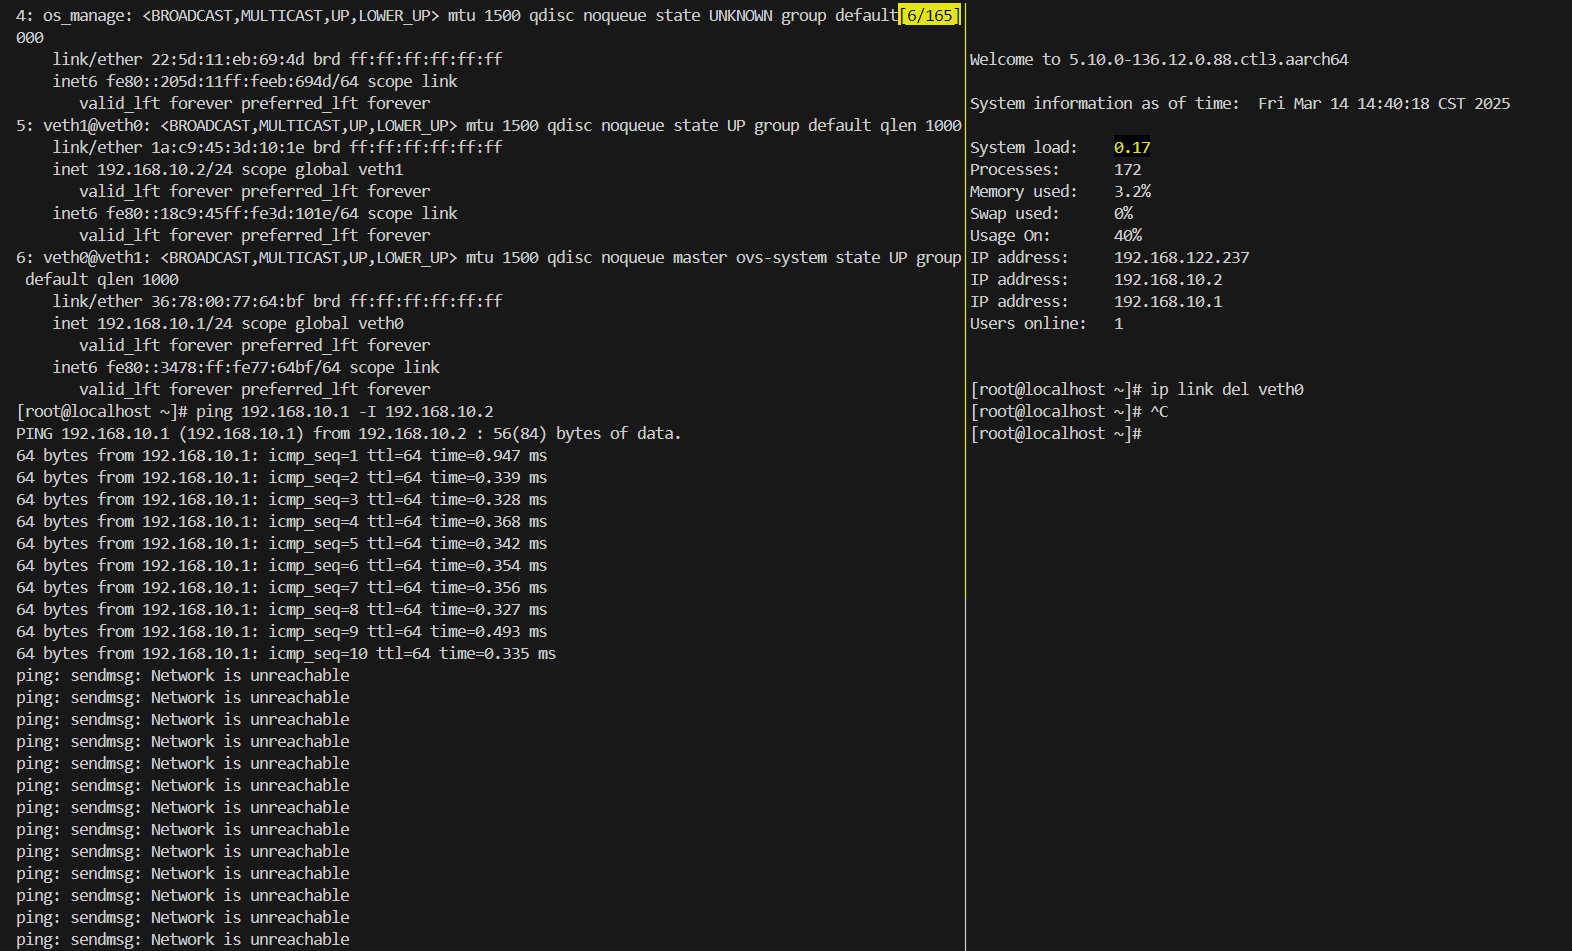 4: os_manage: <BROADCAST,MULTICAST,UP,LOWER_UP> mtu 1500 qdisc noqueue state UNKNOWN group default[6/165]
000
link/ether 22:5d:11:eb:69:4d brd ff:ff:ff:ff:ff:ff
inet6 fe80::205d:11ff:feeb:694d/64 scope link
valid_lft forever preferred_lft forever
5: veth1@veth0: <BROADCAST,MULTICAST,UP,LOWER_UP> mtu 1500 qdisc noqueue state UP group default qlen 1000
link/ether 1a:c9:45:3d:10:1e brd ff:ff:ff:ff:ff:ff
inet 192.168.10.2/24 scope global veth1
valid_lft forever preferred_lft forever
inet6 fe80::18c9:45ff:fe3d:101e/64 scope link
valid_lft forever preferred_lft forever
6: veth0@veth1: <BROADCAST,MULTICAST,UP,LOWER_UP> mtu 1500 qdisc noqueue master ovs-system state UP group
default qlen 1000
link/ether 36:78:00:77:64:bf brd ff:ff:ff:ff:ff:ff
inet 192.168.10.1/24 scope global veth0
valid_lft forever preferred_lft forever
inet6 fe80::3478:ff:fe77:64bf/64 scope link
valid_lft forever preferred_lft forever
[root@localhost ~]# ping 192.168.10.1 -I 192.168.10.2
PING 192.168.10.1 (192.168.10.1) from 192.168.10.2 : 56(84) bytes of data.
64 bytes from 192.168.10.1: icmp_seq=1 ttl=64 time=0.947 ms
64 bytes from 192.168.10.1: icmp_seq=2 ttl=64 time=0.339 ms
64 bytes from 192.168.10.1: icmp_seq=3 ttl=64 time=0.328 ms
64 bytes from 192.168.10.1: icmp_seq=4 ttl=64 time=0.368 ms
64 bytes from 192.168.10.1: icmp_seq=5 ttl=64 time=0.342 ms
64 bytes from 192.168.10.1: icmp_seq=6 ttl=64 time=0.354 ms
64 bytes from 192.168.10.1: icmp_seq=7 ttl=64 time=0.356 ms
64 bytes from 192.168.10.1: icmp_seq=8 ttl=64 time=0.327 ms
64 bytes from 192.168.10.1: icmp_seq=9 ttl=64 time=0.493 ms
64 bytes from 192.168.10.1: icmp_seq=10 ttl=64 time=0.335 ms
ping: sendmsg: Network is unreachable
ping: sendmsg: Network is unreachable
ping: sendmsg: Network is unreachable
ping: sendmsg: Network is unreachable
ping: sendmsg: Network is unreachable
ping: sendmsg: Network is unreachable
ping: sendmsg: Network is unreachable
ping: sendmsg: Network is unreachable
ping: sendmsg: Network is unreachable
ping: sendmsg: Network is unreachable
ping: sendmsg: Network is unreachable
ping: sendmsg: Network is unreachable
ping: sendmsg: Network is unreachable
Welcome to 5.10.0-136.12.0.88.ctl3.aarch64
System information as of time:  Fri Mar 14 14:40:18 CST 2025
System load:    0.17
Processes:      172
Memory used:    3.2%
Swap used:      0%
Usage On:       40%
IP address:     192.168.122.237
IP address:     192.168.10.2
IP address:     192.168.10.1
Users online:   1
[root@localhost ~]# ip link del veth0
[root@localhost ~]# ^C
[root@localhost ~]#